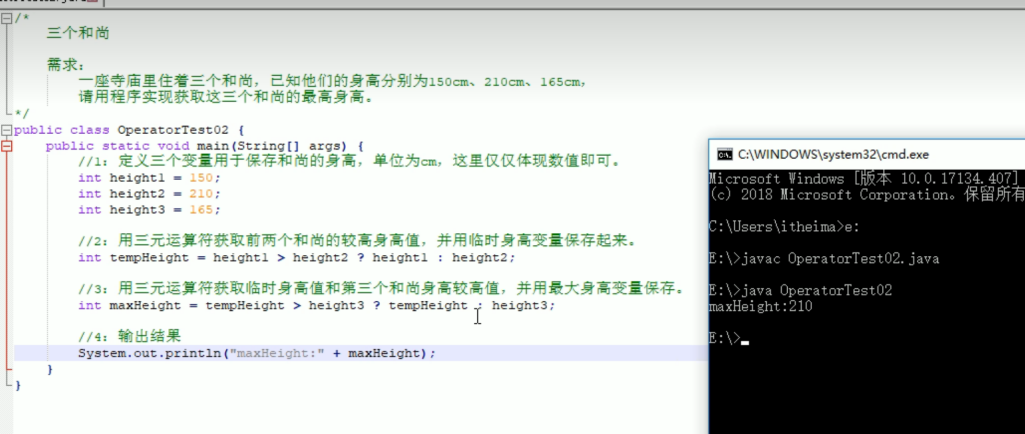 /*
三个和尚
需求:
一座寺庙里住着三个和尚，已知他们的身高分别为150cm、210cm、165cm，
请用程序实现获取这三个和尚的最高身高。
*/
public class OperatorTest02 {
public static void main(String[] args) {
//1: 定义三个变量用于保存和尚的身高，单位为cm，这里仅仅体现数值即可。
int height1 = 150;
int height2 = 210;
int height3 = 165;
//2: 用三元运算符获取前两个和尚的较高身高值，并用临时身高变量保存起来。
int tempHeight = height1 > height2 ? height1 : height2;
//3: 用三元运算符获取临时身高值和第三个和尚身高较高值，并用最大身高变量保存。
int maxHeight = tempHeight > height3 ? tempHeight : height3;
//4: 输出结果
System.out.println("maxHeight:" + maxHeight);
}
}
C:\WINDOWS\system32\cmd.exe
Microsoft Windows [版本 10.0.17134.407]
(c) 2018 Microsoft Corporation。保留所有
C:\Users\itheima>e:
E:\>javac OperatorTest02.java
E:\>java OperatorTest02
maxHeight:210
E:\>